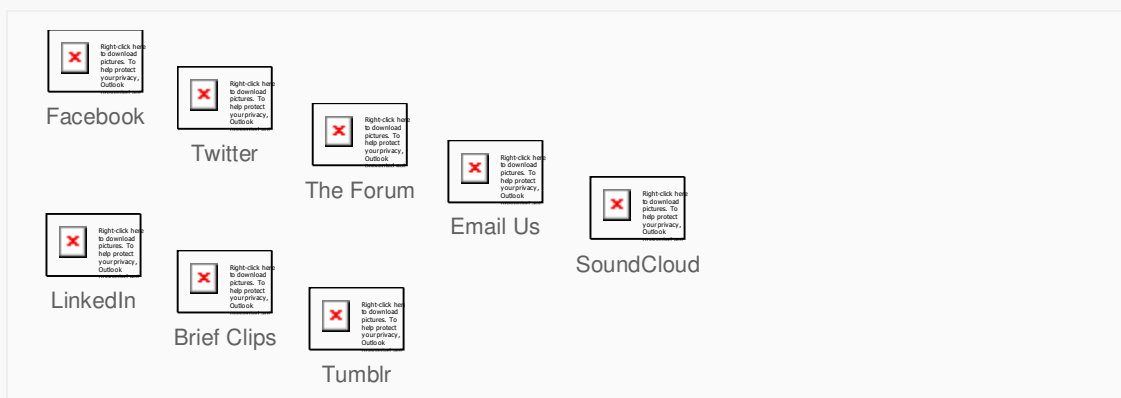 Right-click here
to download
pictures. To
help protect
your privacy,
Outlook
Facebook
Right-click here
to download
pictures. To
help protect
your privacy,
Outlook
Twitter
Right-click here
to download
pictures. To
help protect
your privacy,
Outlook
The Forum
Right-click here
to download
pictures. To
help protect
your privacy,
Outlook
Email Us
Right-click here
to download
pictures. To
help protect
your privacy,
Outlook
SoundCloud
Right-click here
to download
pictures. To
help protect
your privacy,
Outlook
LinkedIn
Right-click here
to download
pictures. To
help protect
your privacy,
Outlook
Brief Clips
Right-click here
to download
pictures. To
help protect
your privacy,
Outlook
Tumblr